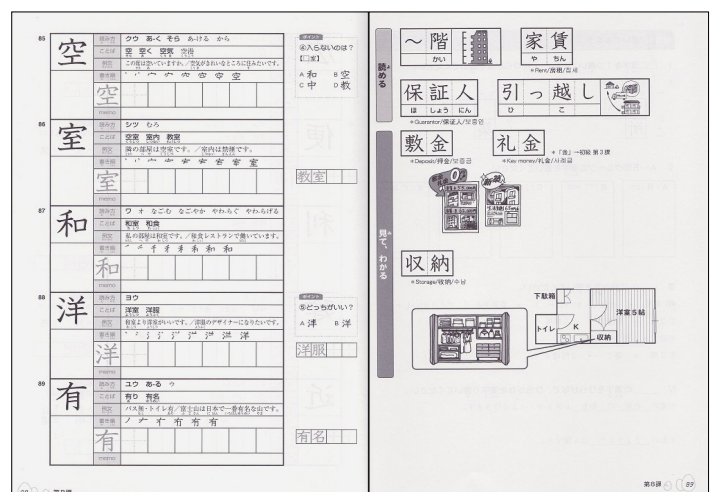 85
空
読み方 クウ あ-く そら あ-ける から
ことば 空 空く 空気 空港
例文 この席は空いていますか。／空気がきれいなところに住みたいです。
書き順
空
memo
ポイント
④入らないのは？
【□室】
A 和 B 空
C 中 D 教
86
室
読み方 シツ むろ
ことば 空室 室内 教室
例文 隣の部屋は空室です。／室内は禁煙です。
書き順
室
memo
教室
87
和
読み方 ワ オ なご-む なご-やか やわ-らぐ やわ-らげる
ことば 和室 和食
例文 私の部屋は和室です。／和食レストランで働いています。
書き順
和
memo
88
洋
読み方 ヨウ
ことば 洋室 洋服
例文 和室より洋室がいいです。／洋服のデザイナーになりたいです。
書き順
洋
memo
ポイント
⑤どっちがいい？
洋服
89
有
読み方 ユウ あ-る ウ
ことば 有り 有名
例文 バス無・トイレ有／富士山は日本で一番有名な山です。
書き順
有
memo
有名
読める
～階
かい
家賃
や ちん
*Rent/房租/집세
保証人
ほ しょう にん
*Guarantor/保证人/보증인
引っ越し
ひ こ
見て、わかる
敷金
*Deposit/押金/보증금
礼金
*Key money/礼金/사례금
*「金」→初級 第3課
収納
*Storage/收纳/수납
下駄箱
トイレ
K
洋室5帖
収納
第8課 89